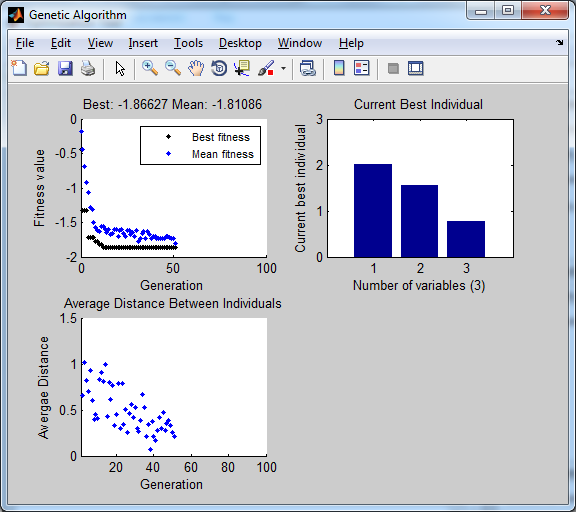 Genetic Algorithm
File Edit View Insert Tools Desktop Window Help
Best: -1.86627 Mean: -1.81086
0
-0.5
-1
-1.5
-2
Fitness value
Best fitness
Mean fitness
0 50 100
Generation
Current Best Individual
3
2
1
0
Current best individual
1 2 3
Number of variables (3)
Average Distance Between Individuals
1.5
1
0.5
0
Avergae Distance
20 40 60 80 100
Generation